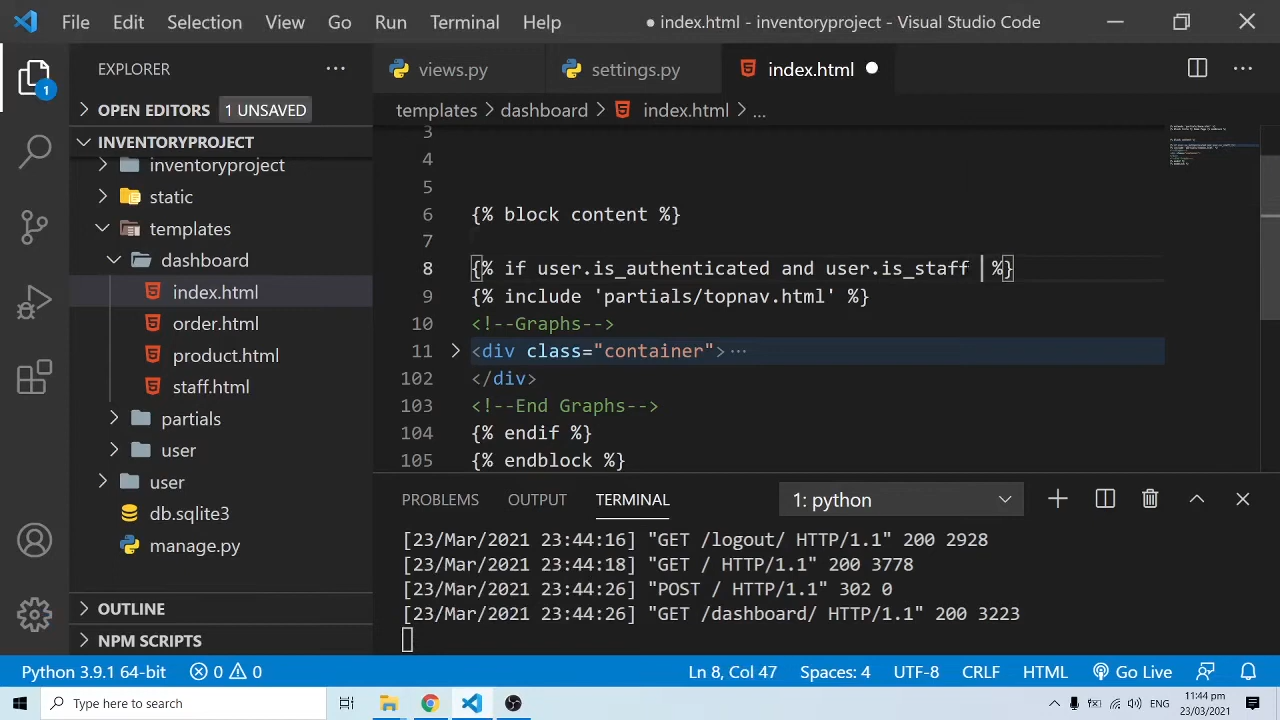 File Edit Selection View Go Run Terminal Help ● index.html - inventoryproject - Visual Studio Code
EXPLORER ···
views.py settings.py index.html ● ···
OPEN EDITORS 1 UNSAVED
templates > dashboard > index.html > ...
INVENTORYPROJECT
inventoryproject
static
templates
dashboard
index.html
order.html
product.html
staff.html
partials
user
user
db.sqlite3
manage.py
OUTLINE
NPM SCRIPTS
1
3
4
5
6 {% block content %}
7
8 {% if user.is_authenticated and user.is_staff %}
9 {% include 'partials/topnav.html' %}
10 <!--Graphs-->
11 <div class="container">···
102 </div>
103 <!--End Graphs-->
104 {% endif %}
105 {% endblock %}
PROBLEMS OUTPUT TERMINAL 1: python
[23/Mar/2021 23:44:16] "GET /logout/ HTTP/1.1" 200 2928
[23/Mar/2021 23:44:18] "GET / HTTP/1.1" 200 3778
[23/Mar/2021 23:44:26] "POST / HTTP/1.1" 302 0
[23/Mar/2021 23:44:26] "GET /dashboard/ HTTP/1.1" 200 3223
Python 3.9.1 64-bit 0 0 Ln 8, Col 47 Spaces: 4 UTF-8 CRLF HTML Go Live
Type here to search ENG 11:44 pm
23/03/2021